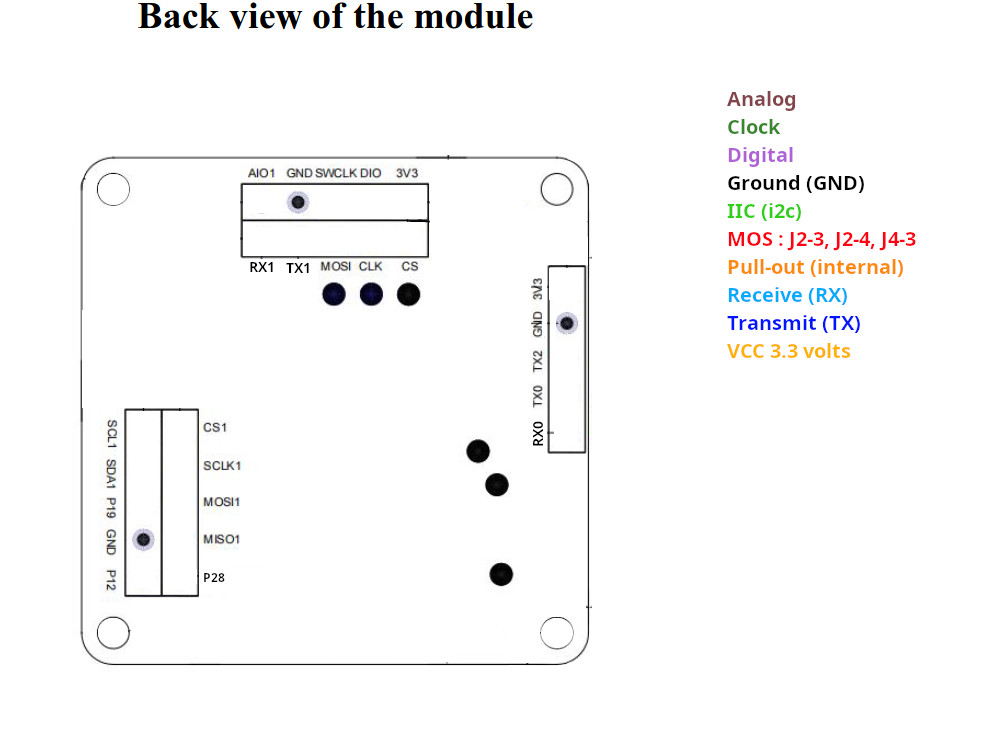 Back view of the module
Analog
Clock
Digital
Ground (GND)
IIC (i2c)
MOS : J2-3, J2-4, J4-3
Pull-out (internal)
Receive (RX)
Transmit (TX)
VCC 3.3 volts
AIO1 GND SWCLK DIO 3V3
RX1 TX1 MOSI CLK CS
3V3
GND
TX2
TX0
RX0
SCL1
SDA1
P19
GND
P12
CS1
SCLK1
MOSI1
MISO1
P28